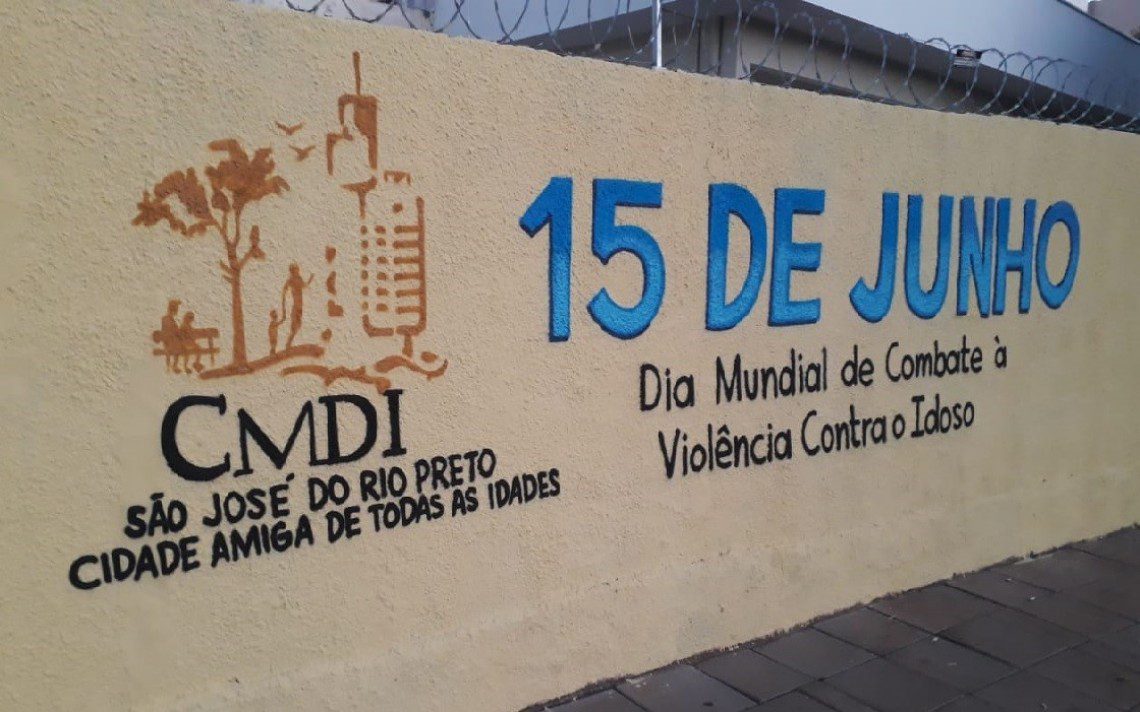 15 DE JUNHO
Dia Mundial de Combate à
Violência Contra o Idoso
CMDI
SÃO JOSÉ DO RIO PRETO
CIDADE AMIGA DE TODAS AS IDADES